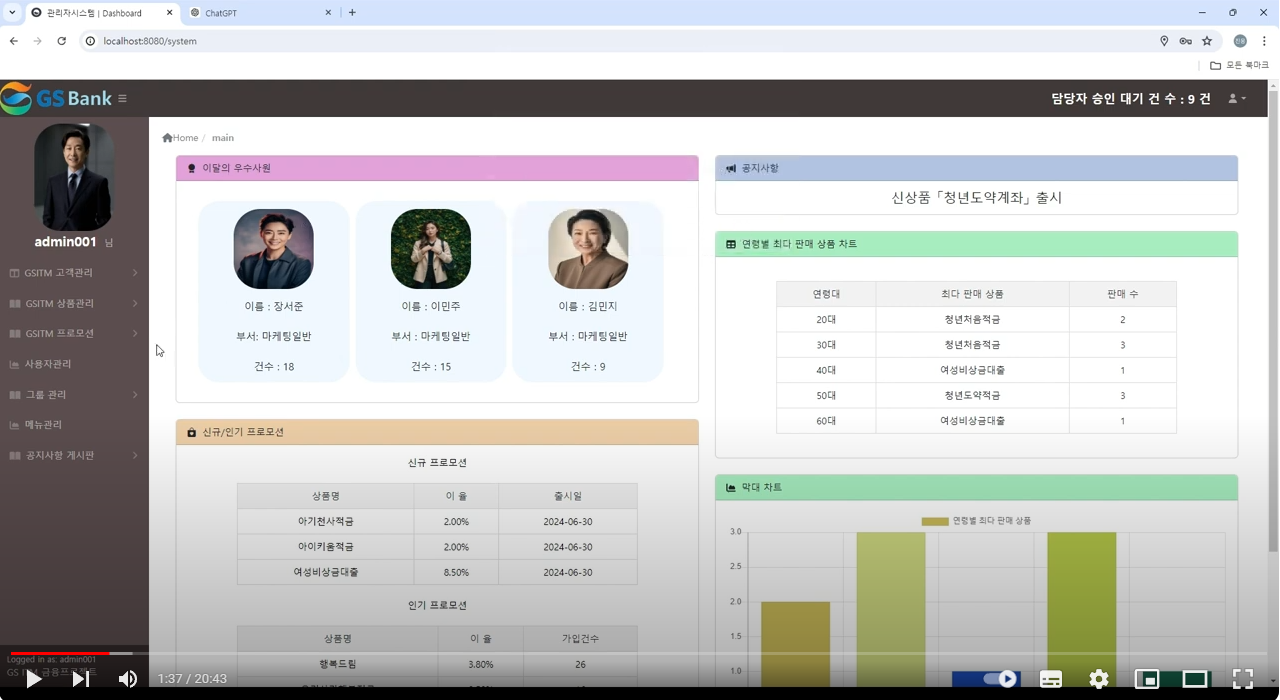 관리자시스템 | Dashboard
ChatGPT
localhost:8080/system
모든 북마크
GS Bank
담당자 승인 대기 건 수 : 9 건
admin001 님
GSITM 고객관리
GSITM 상품관리
GSITM 프로모션
사용자관리
그룹 관리
메뉴관리
공지사항 게시판
Logged in as: admin001
Home / main
이달의 우수사원
이름 : 장서준
부서: 마케팅일반
건수 : 18
이름 : 이민주
부서 : 마케팅일반
건수 : 15
이름 : 김민지
부서 : 마케팅일반
건수 : 9
신규/인기 프로모션
신규 프로모션
상품명 이 율 출시일
아기천사적금 2.00% 2024-06-30
아이키움적금 2.00% 2024-06-30
여성비상금대출 8.50% 2024-06-30
인기 프로모션
상품명 이 율 가입건수
행복드림 3.80% 26
공지사항
신상품「청년도약계좌」출시
연령별 최다 판매 상품 차트
연령대 최다 판매 상품 판매 수
20대 청년처음적금 2
30대 청년처음적금 3
40대 여성비상금대출 1
50대 청년도약적금 3
60대 여성비상금대출 1
막대 차트
연령별 최다 판매 상품
3.0
2.5
2.0
1.5
1.0
1:37 / 20:43